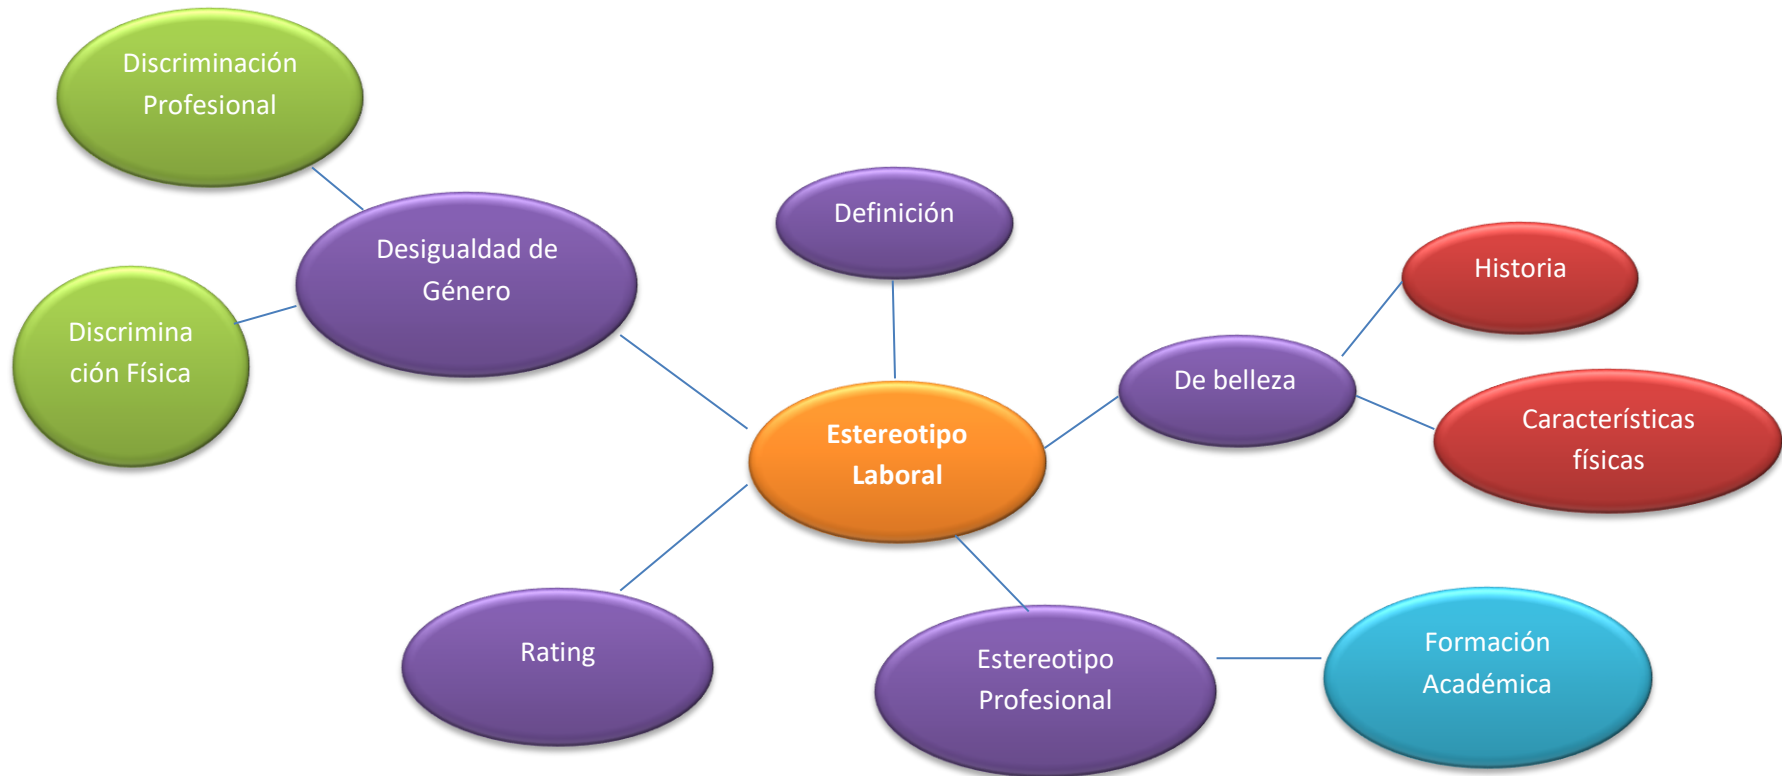 Discriminación
Profesional
Desigualdad de
Género
Discrimina
ción Física
Definición
Historia
De belleza
Características
físicas
Estereotipo
Laboral
Rating
Estereotipo
Profesional
Formación
Académica